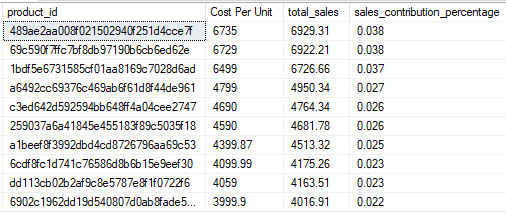 product_id Cost Per Unit total_sales sales_contribution_percentage
489ae2aa008f021502940f251d4cce7f 6735 6929.31 0.038
69c590f7ffc7bf8db97190b6cb6ed62e 6729 6922.21 0.038
1bdf5e6731585cf01aa8169c7028d6ad 6499 6726.66 0.037
a6492cc69376c469ab6f61d8f44de961 4799 4950.34 0.027
c3ed642d592594bb648ff4a04cee2747 4690 4764.34 0.026
259037a6a41845e455183f89c5035f18 4590 4681.78 0.026
a1beef8f3992dbd4cd8726796aa69c53 4399.87 4513.32 0.025
6cdf8fc1d741c76586d8b6b15e9eef30 4099.99 4175.26 0.023
dd113cb02b2af9c8e5787e8f1f0722f6 4059 4163.51 0.023
6902c1962dd19d540807d0ab8fade5... 3999.9 4016.91 0.022